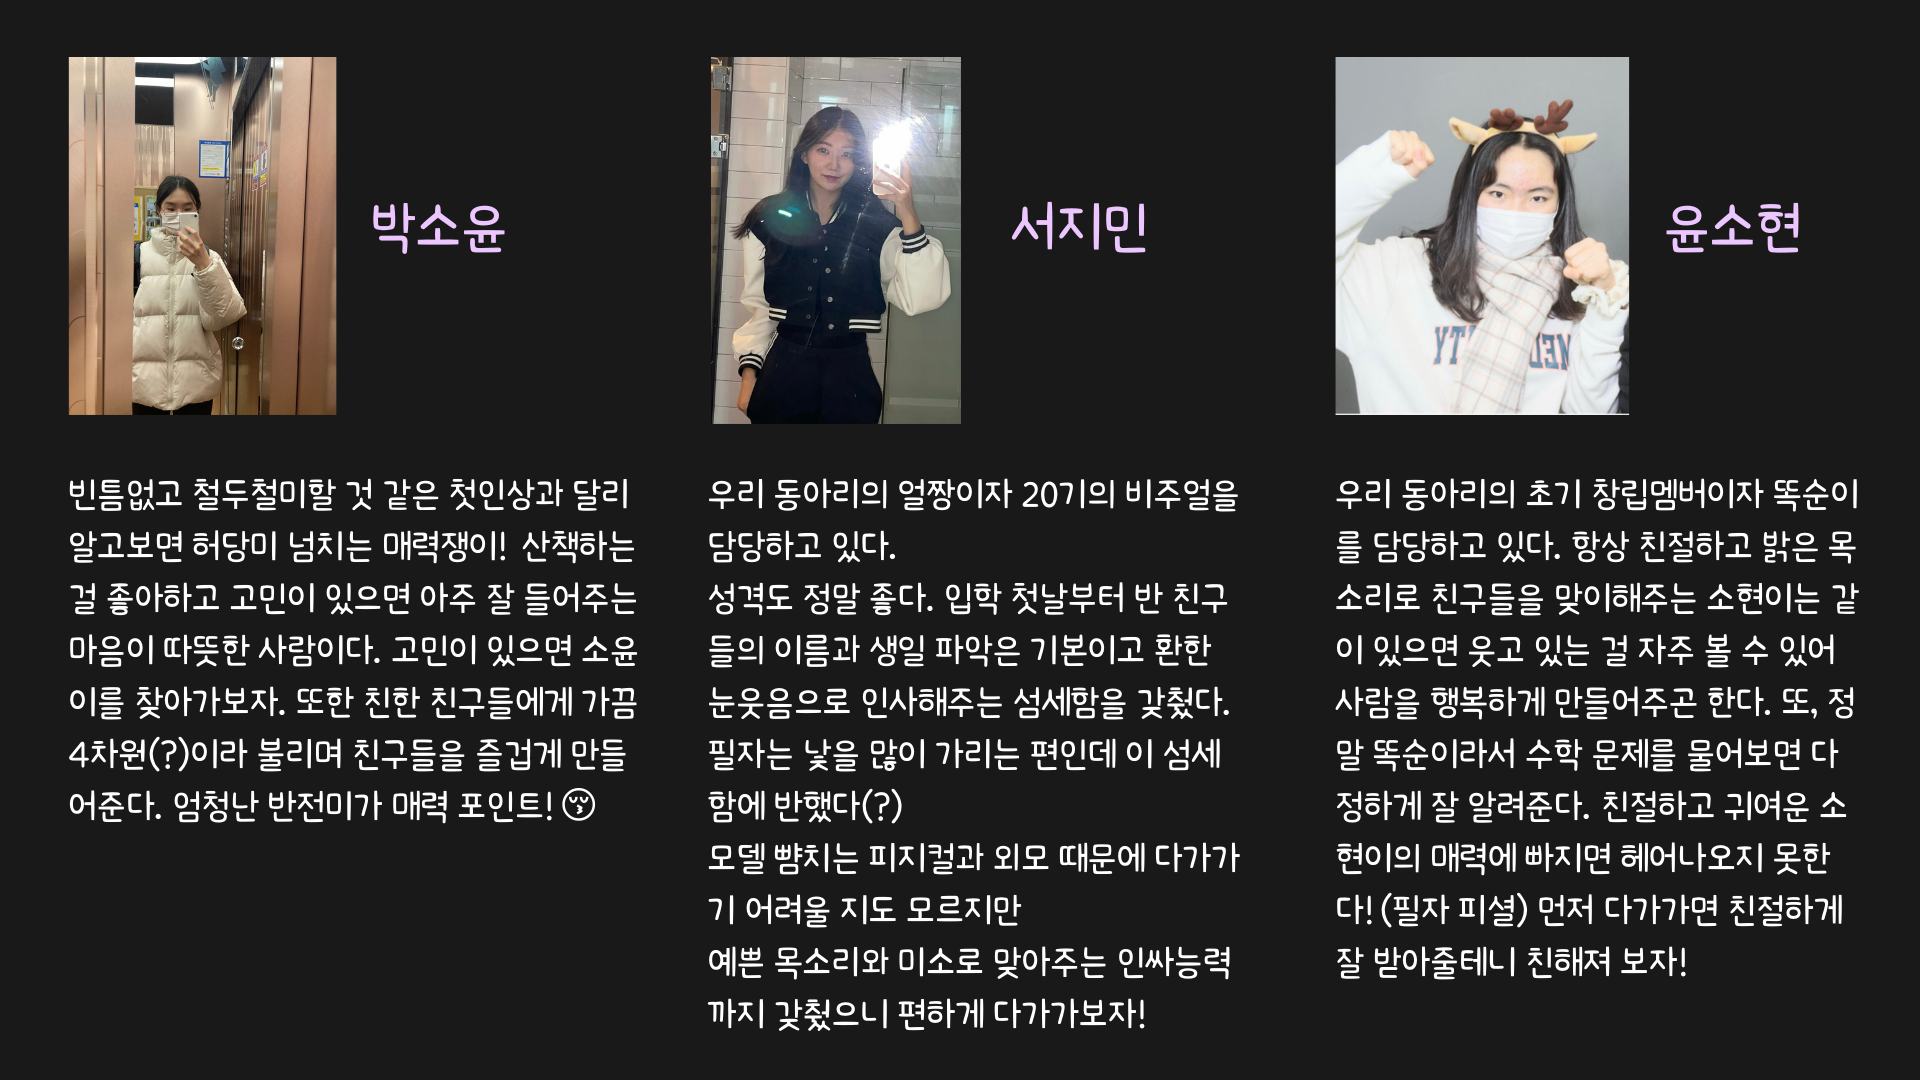 박소윤
빈틈없고 철두철미할 것 같은 첫인상과 달리
알고보면 허당미 넘치는 매력쟁이! 산책하는
걸 좋아하고 고민이 있으면 아주 잘 들어주는
마음이 따뜻한 사람이다. 고민이 있으면 소윤
이를 찾아가보자. 또한 친한 친구들에게 가끔
4차원(?)이라 불리며 친구들을 즐겁게 만들
어준다. 엄청난 반전미가 매력 포인트! 😚
서지민
우리 동아리의 얼짱이자 20기의 비주얼을
담당하고 있다.
성격도 정말 좋다. 입학 첫날부터 반 친구
들의 이름과 생일 파악은 기본이고 환한
눈웃음으로 인사해주는 섬세함을 갖췄다.
필자는 낯을 많이 가리는 편인데 이 섬세
함에 반했다(?)
모델 뺨치는 피지컬과 외모 때문에 다가가
기 어려울 지도 모르지만
예쁜 목소리와 미소로 맞아주는 인싸능력
까지 갖췄으니 편하게 다가가보자!
윤소현
우리 동아리의 초기 창립멤버이자 똑순이
를 담당하고 있다. 항상 친절하고 밝은 목
소리로 친구들을 맞이해주는 소현이는 같
이 있으면 웃고 있는 걸 자주 볼 수 있어
사람을 행복하게 만들어주곤 한다. 또, 정
말 똑순이라서 수학 문제를 물어보면 다
정하게 잘 알려준다. 친절하고 귀여운 소
현이의 매력에 빠지면 헤어나오지 못한
다! (필자 피셜) 먼저 다가가면 친절하게
잘 받아줄테니 친해져 보자!